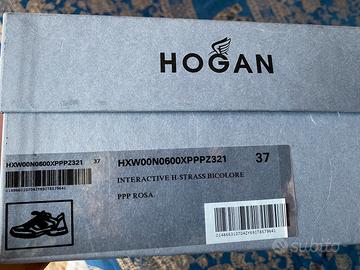 HOGAN
HXW00N0600XPPPZ321 37
HXW00N0600XPPPZ321 37
INTERACTIVE H-STRASS BICOLORE
PPP ROSA
subito